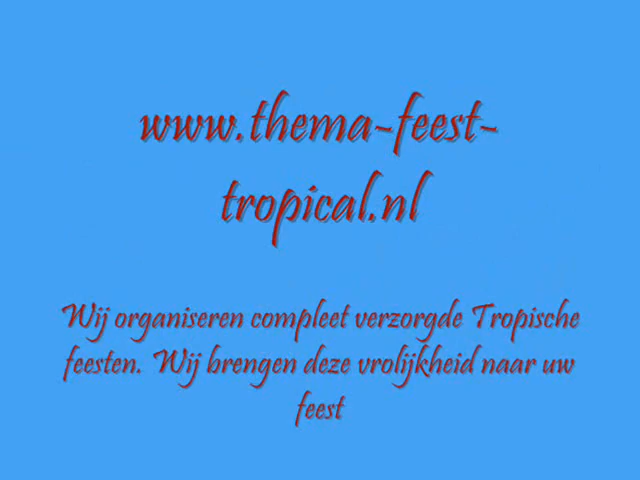 www.thema-feest-
tropical.nl
Wij organiseren compleet verzorgde Tropische
feesten. Wij brengen deze vrolijkheid naar uw
feest